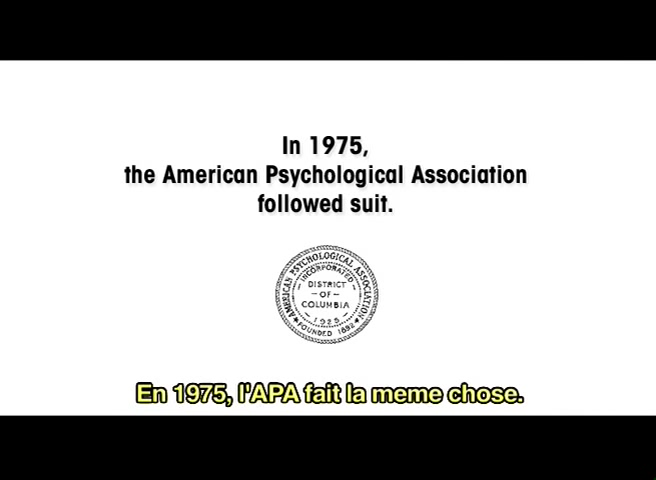 In 1975,
the American Psychological Association
followed suit.
AMERICAN PSYCHOLOGICAL ASSOCIATION
INCORPORATED
DISTRICT
-OF-
COLUMBIA
1925
FOUNDED 1892
En 1975, l'APA fait la meme chose.